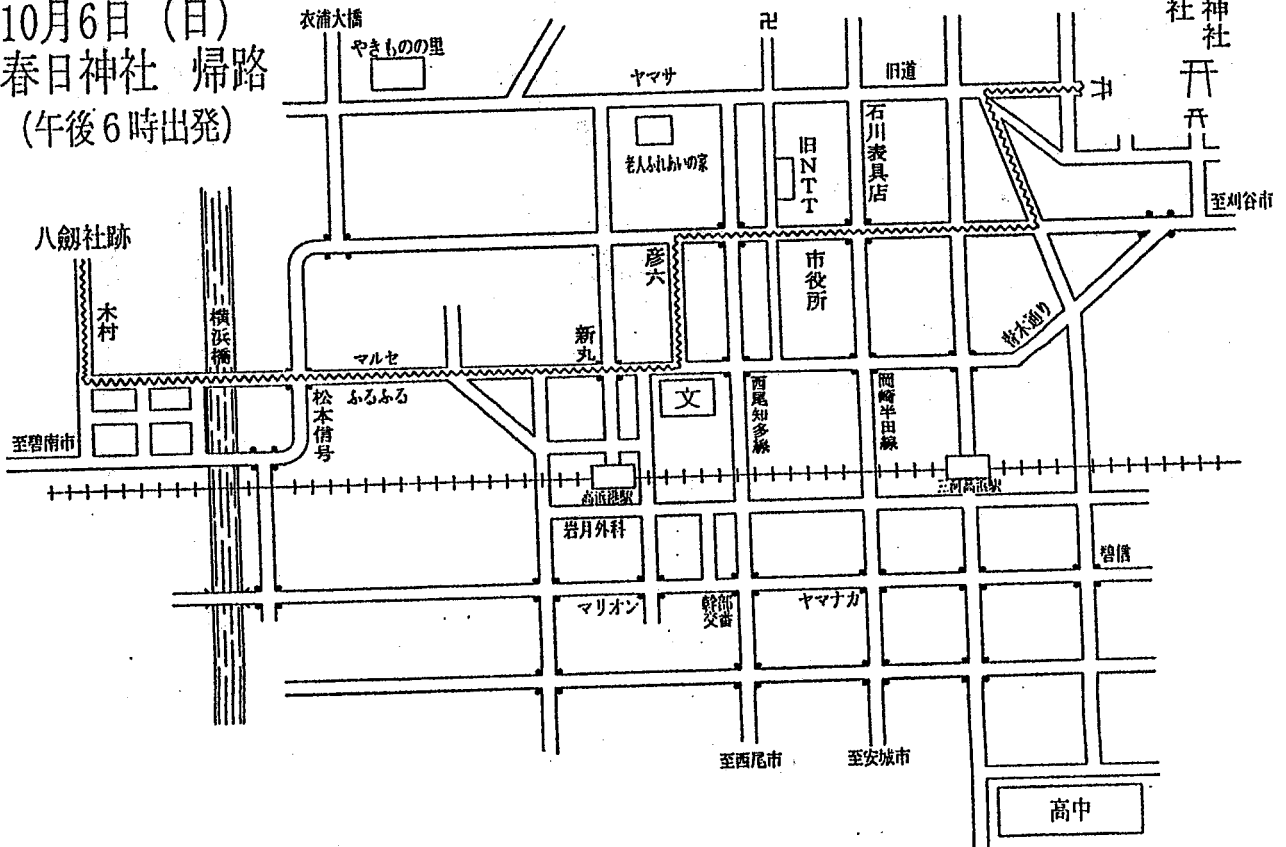 10月6日（日）
春日神社 帰路
（午後6時出発）
衣浦大橋
やきものの里
卍
神社
社
ヤマサ
旧道
石川表具店
旧NTT
老人ふれあいの家
至刈谷市
八劔社跡
彦六
市役所
木村
横浜橋
新丸
マルセ
ふるふる
松本信号
文
西尾知多線
岡崎半田線
至碧南市
高浜港駅
三河高浜駅
岩月外科
碧信
マリオン
幹部交番
ヤマナカ
至西尾市
至安城市
高中